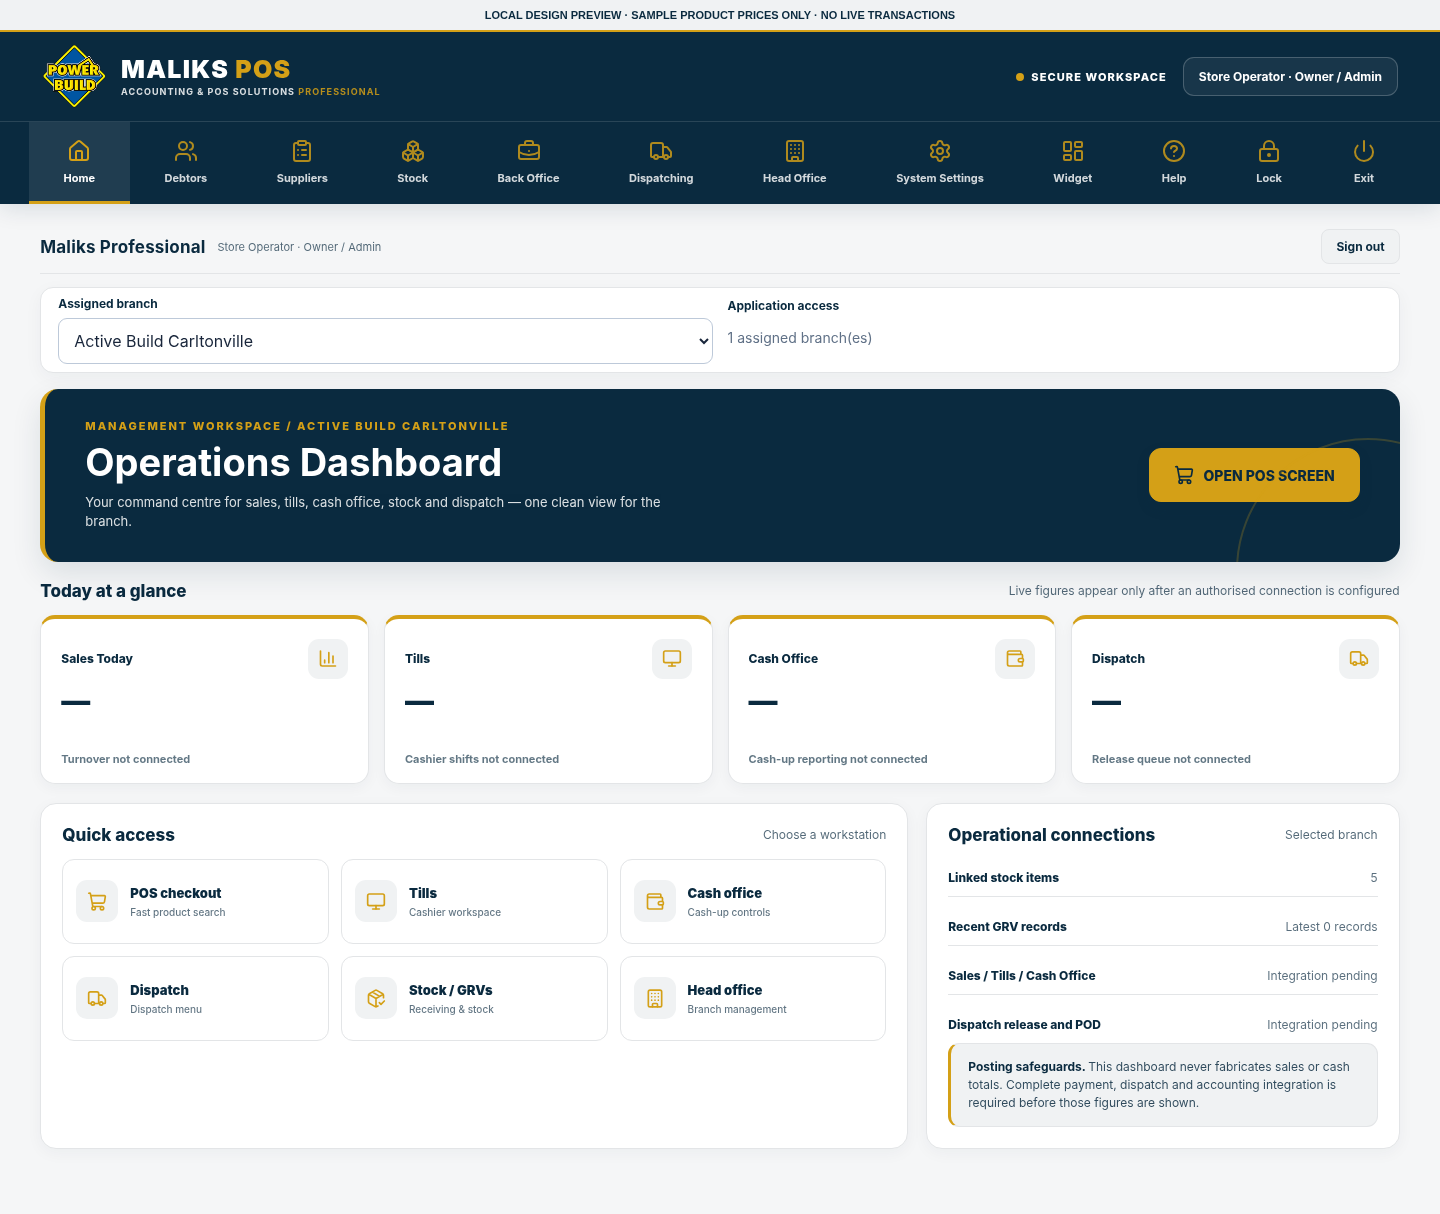 LOCAL DESIGN PREVIEW · SAMPLE PRODUCT PRICES ONLY · NO LIVE TRANSACTIONS
POWER
BUILD
MALIKS POS
ACCOUNTING & POS SOLUTIONS PROFESSIONAL
SECURE WORKSPACE
Store Operator · Owner / Admin
Home
Debtors
Suppliers
Stock
Back Office
Dispatching
Head Office
System Settings
Widget
Help
Lock
Exit
Maliks Professional
Store Operator · Owner / Admin
Sign out
Assigned branch
Active Build Carltonville
Application access
1 assigned branch(es)
MANAGEMENT WORKSPACE / ACTIVE BUILD CARLTONVILLE
Operations Dashboard
Your command centre for sales, tills, cash office, stock and dispatch — one clean view for the
branch.
OPEN POS SCREEN
Today at a glance
Live figures appear only after an authorised connection is configured
Sales Today
—
Turnover not connected
Tills
—
Cashier shifts not connected
Cash Office
—
Cash-up reporting not connected
Dispatch
—
Release queue not connected
Quick access
Choose a workstation
POS checkout
Fast product search
Tills
Cashier workspace
Cash office
Cash-up controls
Dispatch
Dispatch menu
Stock / GRVs
Receiving & stock
Head office
Branch management
Operational connections
Selected branch
Linked stock items
5
Recent GRV records
Latest 0 records
Sales / Tills / Cash Office
Integration pending
Dispatch release and POD
Integration pending
Posting safeguards. This dashboard never fabricates sales or cash
totals. Complete payment, dispatch and accounting integration is
required before those figures are shown.